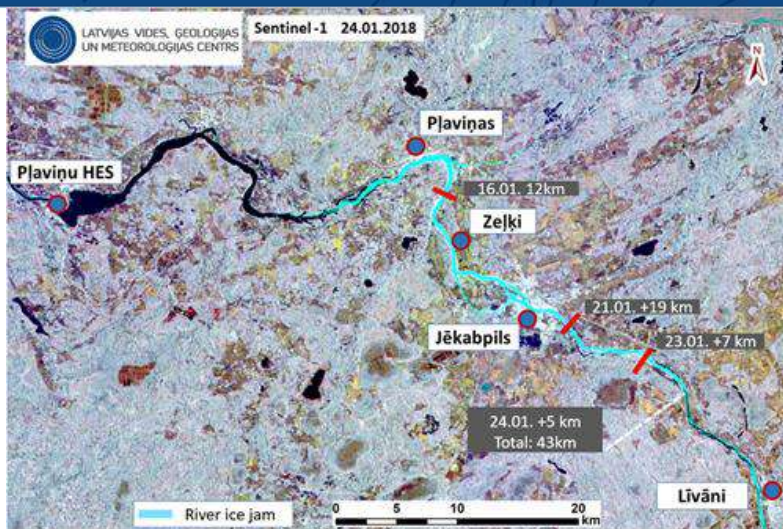 LATVIJAS VIDES, ĢEOLOĢIJAS
UN METEOROLOĢIJAS CENTRS
Sentinel -1 24.01.2018
N
Pļaviņas
Pļaviņu HES
16.01. 12km
Zeļķi
21.01. +19 km
Jēkabpils
23.01. +7 km
24.01. +5 km
Total: 43km
Līvāni
River ice jam
0 5 10 20
km